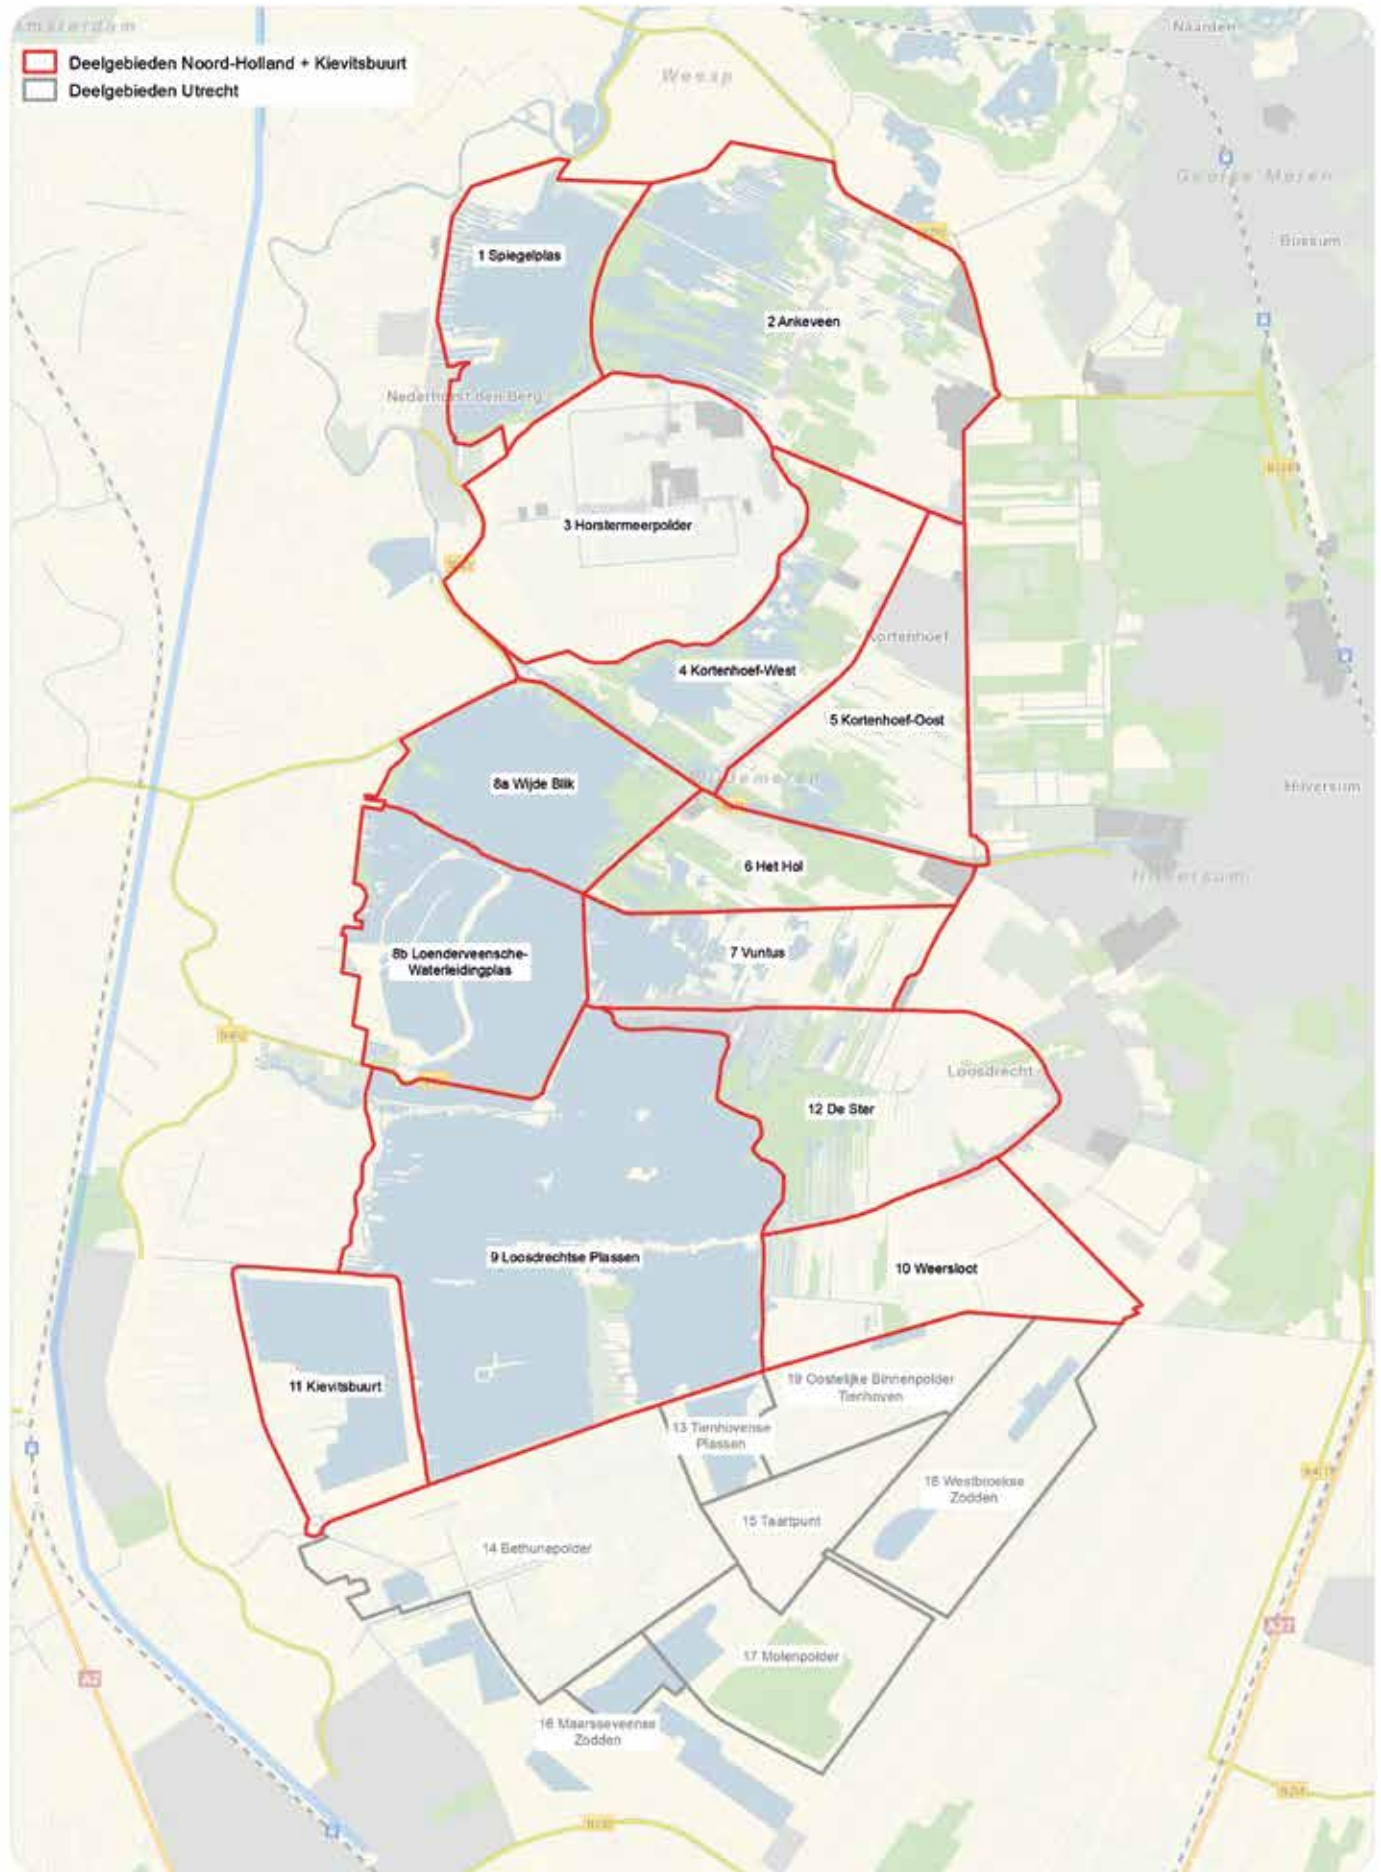 Amsterdam
Naarden
Deelgebieden Noord-Holland + Kievitsbuurt
Deelgebieden Utrecht
Weesp
Gooise Meren
Bussum
1 Spiegelplas
2 Ankeveen
Nederhorst den Berg
3 Horstermeerpolder
Kortenhoef
4 Kortenhoef-West
5 Kortenhoef-Oost
8a Wijde Blik
Wijdemeren
Hilversum
6 Het Hol
Hilversum
7 Vuntus
8b Loenderveensche-
Waterleidingplas
Loosdrecht
12 De Ster
9 Loosdrechtse Plassen
10 Weersloot
11 Kievitsbuurt
19 Oostelijke Binnenpolder
Tienhoven
13 Tienhovense
Plassen
18 Westbroekse
Zodden
15 Taartpunt
14 Bethunepolder
A27
17 Molenpolder
A2
16 Maarsseveense
Zodden